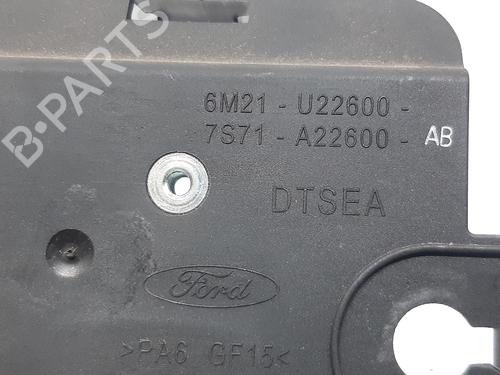 B-PARTS
6M21 - U22600 -
7S71 - A22600 - AB
DTSEA
Ford
>PA6 GF15<